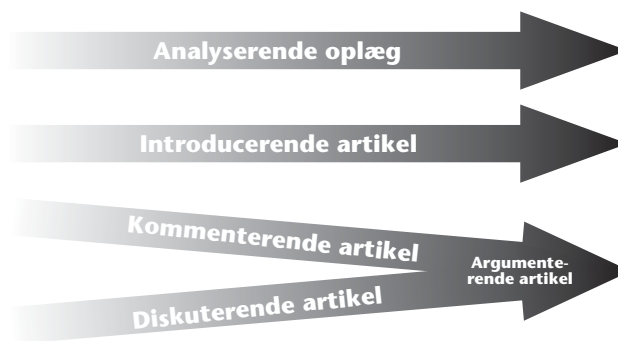 Analyserende oplæg
Introducerende artikel
Kommenterende artikel
Argumente-
rende artikel
Diskuterende artikel